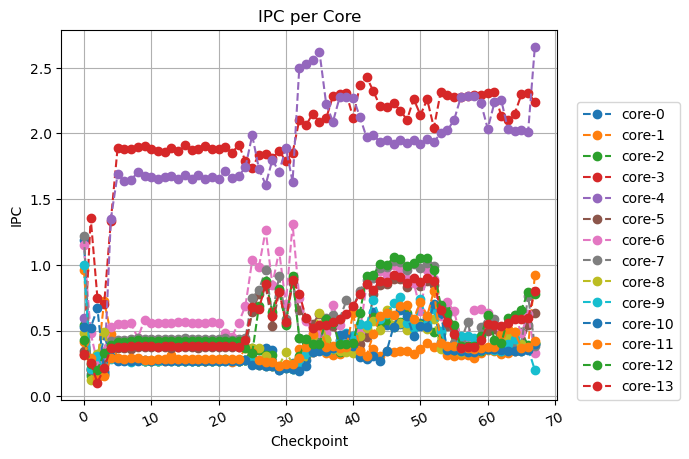 IPC per Core
IPC
2.5
2.0
1.5
1.0
0.5
0.0
0
10
20
30
40
50
60
70
Checkpoint
core-0
core-1
core-2
core-3
core-4
core-5
core-6
core-7
core-8
core-9
core-10
core-11
core-12
core-13